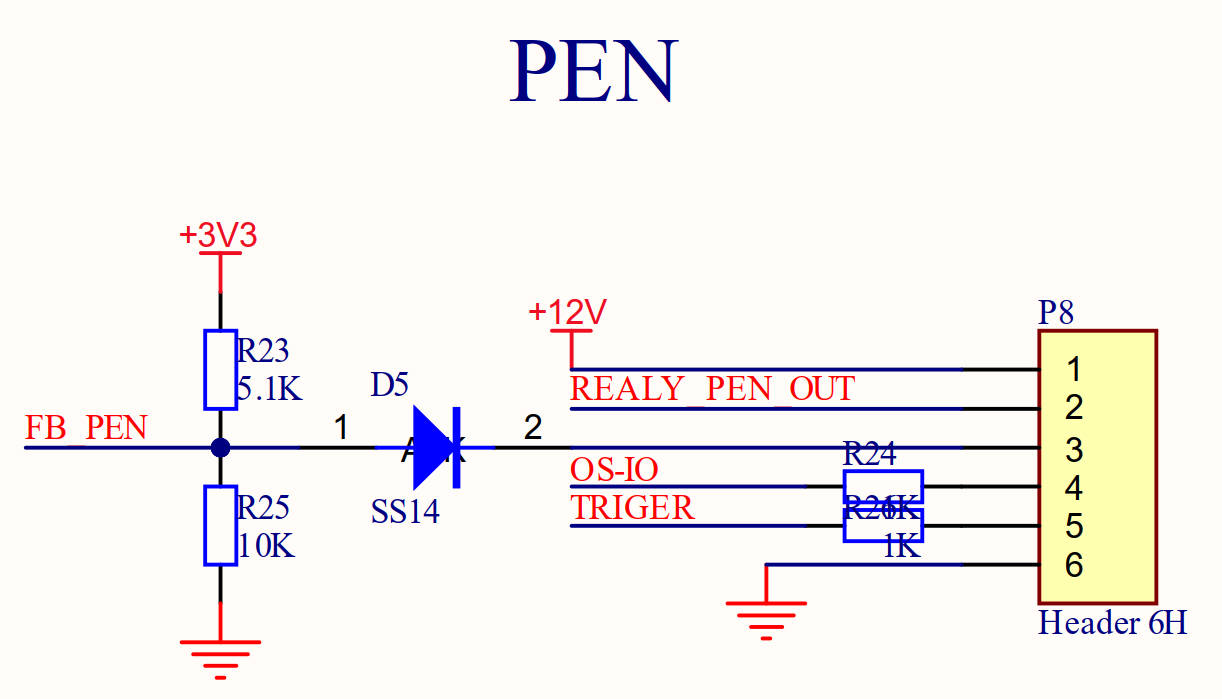 PEN
+3V3
+12V
P8
R23
5.1K
D5
1
REALY_PEN_OUT
2
FB_PEN
1
A
K
2
3
R24
OS-IO
4
R25
SS14
TRIGER
R26
1K
5
10K
1K
6
Header 6H